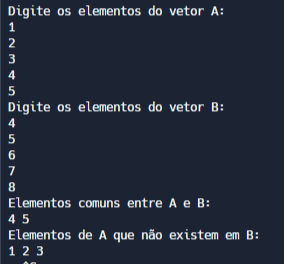 Digite os elementos do vetor A:
1
2
3
4
5
Digite os elementos do vetor B:
4
5
6
7
8
Elementos comuns entre A e B:
4 5
Elementos de A que não existem em B:
1 2 3